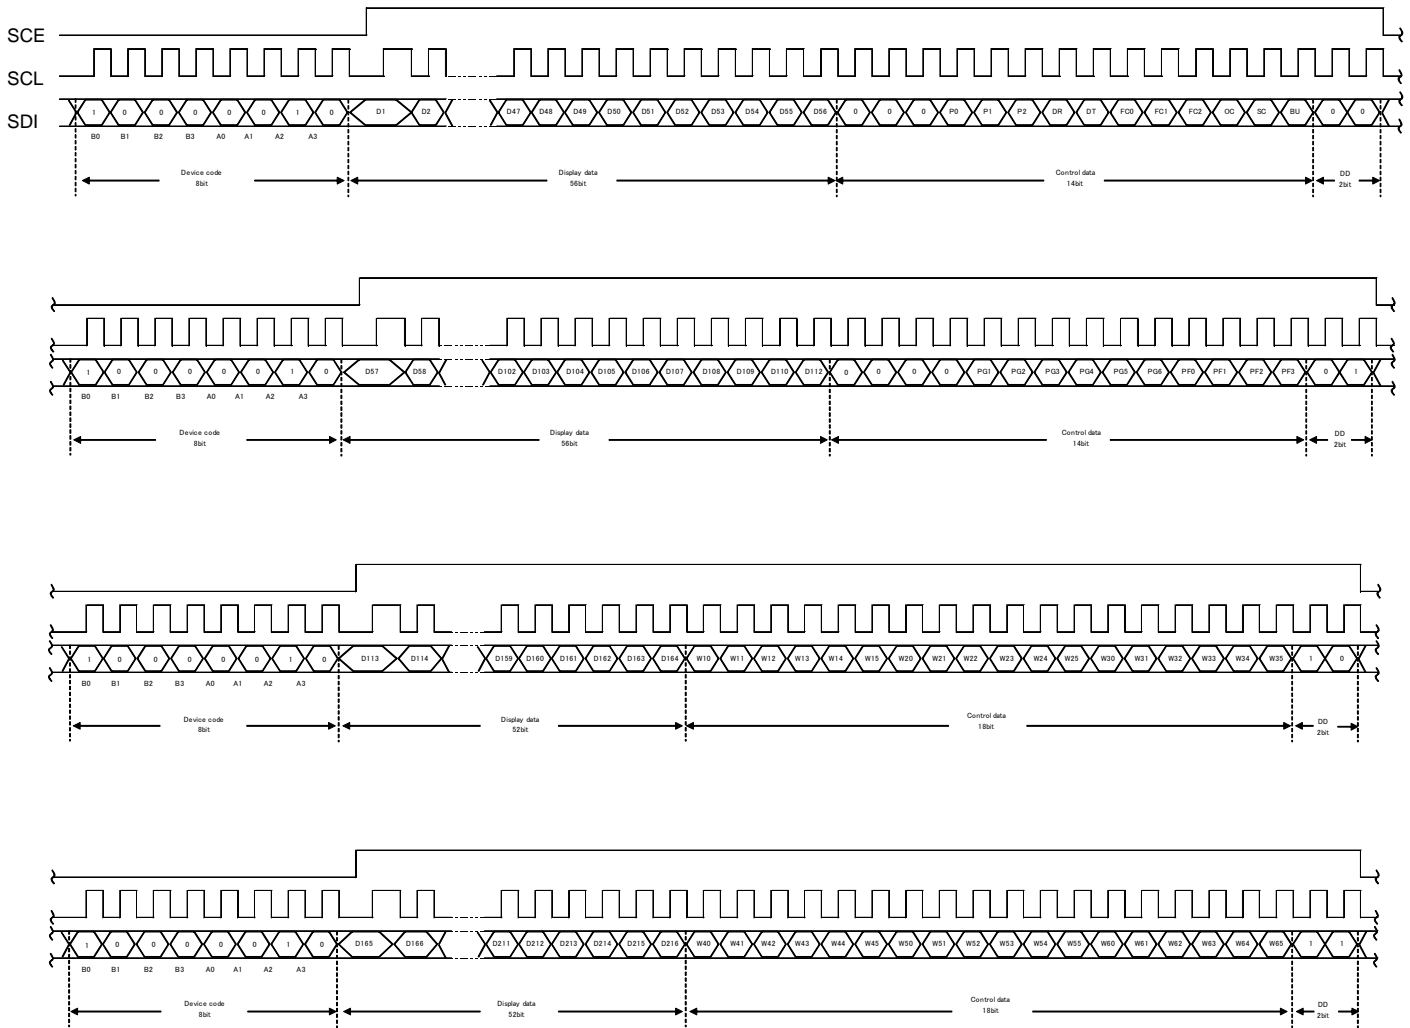 SCE
SCL
SDI
1 0 0 0 0 0 1 0 D1 D2 D47 D48 D49 D50 D51 D52 D53 D54 D55 D56 0 0 0 P0 P1 P2 DR DT FC0 FC1 FC2 OC SC BU 0 0
B0 B1 B2 B3 A0 A1 A2 A3
Device code Display data Control data DD
8bit 56bit 14bit 2bit
1 0 0 0 0 0 1 0 D57 D58 D102 D103 D104 D105 D106 D107 D108 D109 D110 D112 0 0 0 0 PG1 PG2 PG3 PG4 PG5 PG6 PF0 PF1 PF2 PF3 0 1
B0 B1 B2 B3 A0 A1 A2 A3
Device code Display data Control data DD
8bit 56bit 14bit 2bit
1 0 0 0 0 0 1 0 D113 D114 D159 D160 D161 D162 D163 D164 W10 W11 W12 W13 W14 W15 W20 W21 W22 W23 W24 W25 W30 W31 W32 W33 W34 W35 1 0
B0 B1 B2 B3 A0 A1 A2 A3
Device code Display data Control data DD
8bit 52bit 18bit 2bit
1 0 0 0 0 0 1 0 D165 D166 D211 D212 D213 D214 D215 D216 W40 W41 W42 W43 W44 W45 W50 W51 W52 W53 W54 W55 W60 W61 W62 W63 W64 W65 1 1
B0 B1 B2 B3 A0 A1 A2 A3
Device code Display data Control data DD
8bit 52bit 18bit 2bit